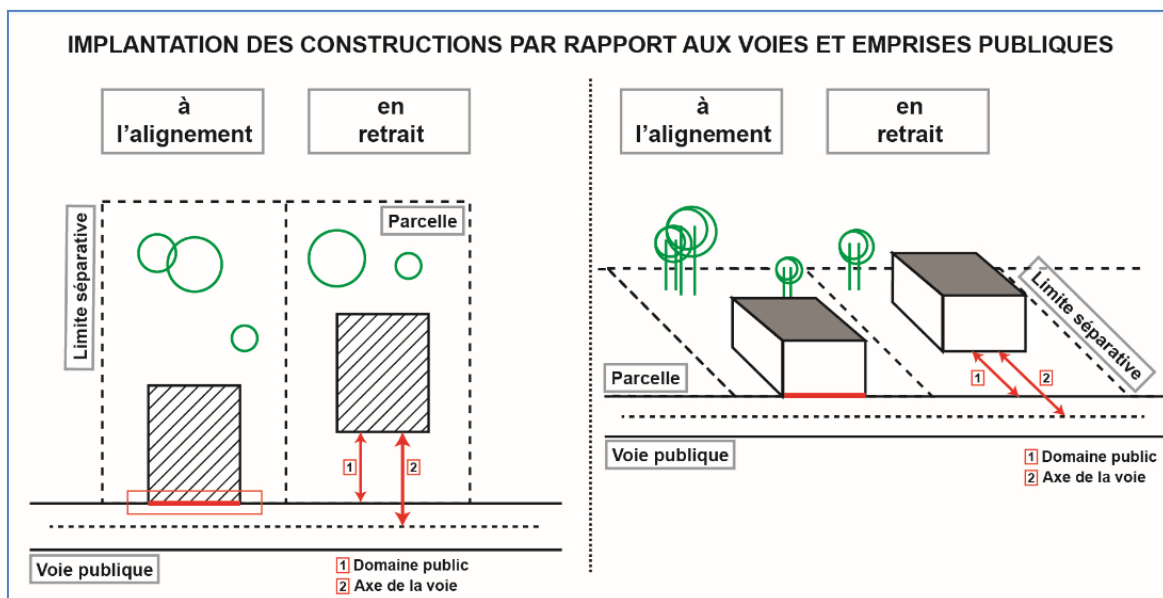 IMPLANTATION DES CONSTRUCTIONS PAR RAPPORT AUX VOIES ET EMPRISES PUBLIQUES
à
l'alignement
en
retrait
Limite séparative
Parcelle
1
2
Voie publique
1 Domaine public
2 Axe de la voie
à
l'alignement
en
retrait
Limite séparative
Parcelle
1
2
Voie publique
1 Domaine public
2 Axe de la voie